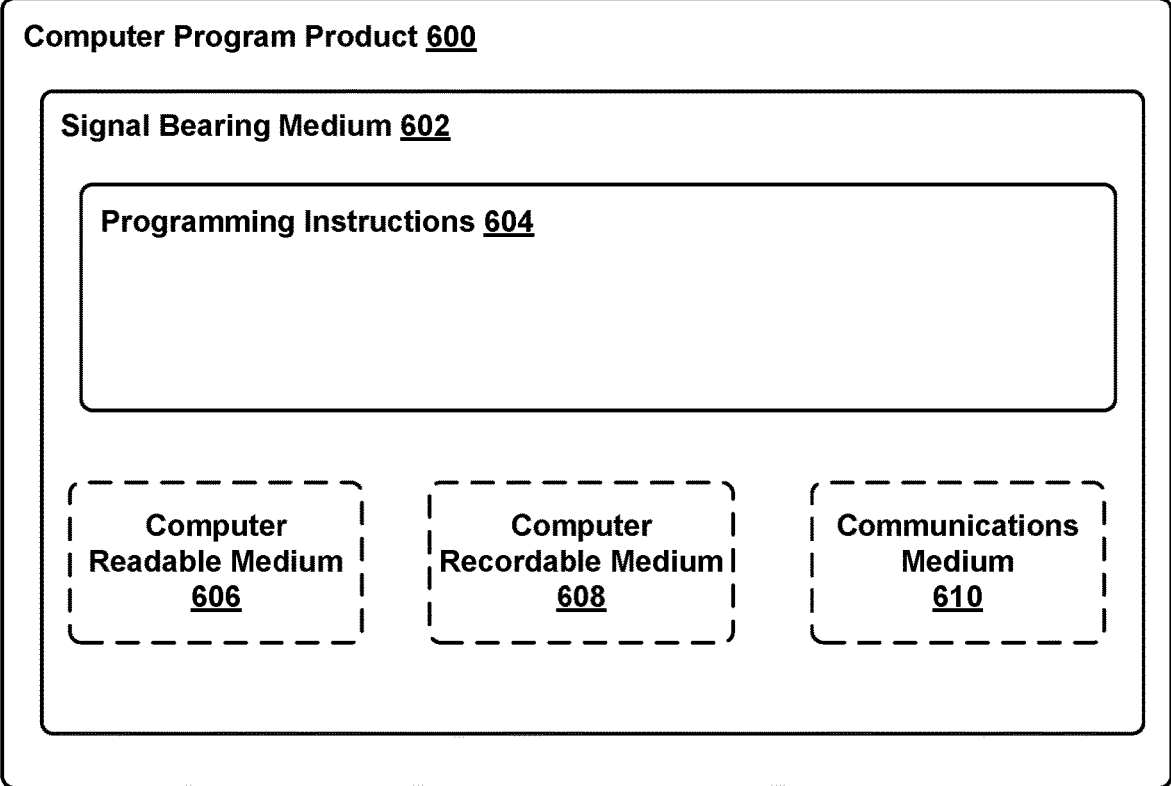 Computer Program Product 600
Signal Bearing Medium 602
Programming Instructions 604
Computer
Readable Medium
606
Computer
Recordable Medium
608
Communications
Medium
610